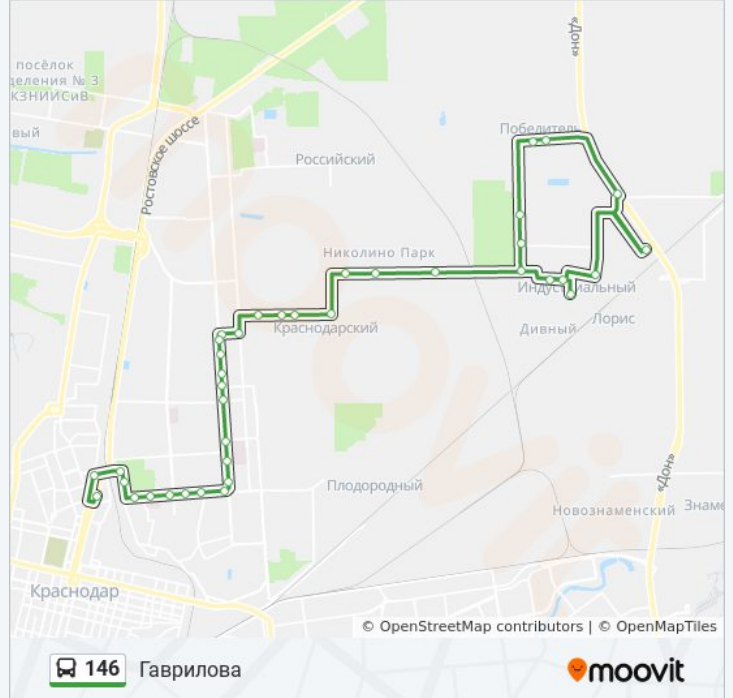 «Дон»
посёлок
деления № 3
КЗНИИСиВ
вый
Ростовское шоссе
Победитель
Российский
Николино Парк
Индустриальный
Краснодарский
Лорис
Дивный
Плодородный
«Дон»
Новознаменский
Знаме
Краснодар
© OpenStreetMap contributors | © OpenMapTiles
146 Гаврилова
moovit